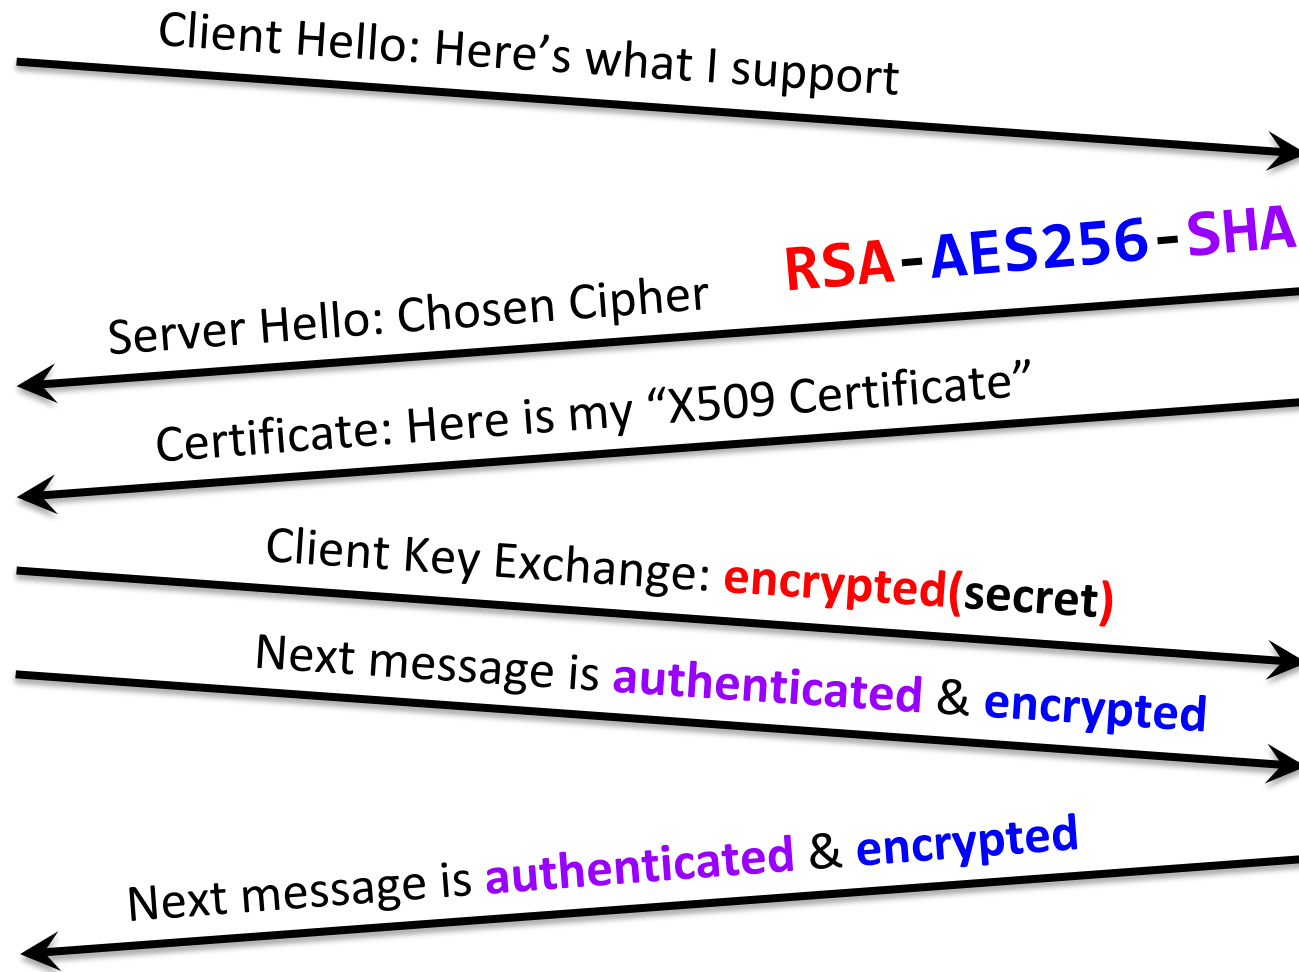 Client Hello: Here’s what I support
RSA-AES256-SHA
Server Hello: Chosen Cipher
Certificate: Here is my “X509 Certificate”
Client Key Exchange: encrypted(secret)
Next message is authenticated & encrypted
Next message is authenticated & encrypted